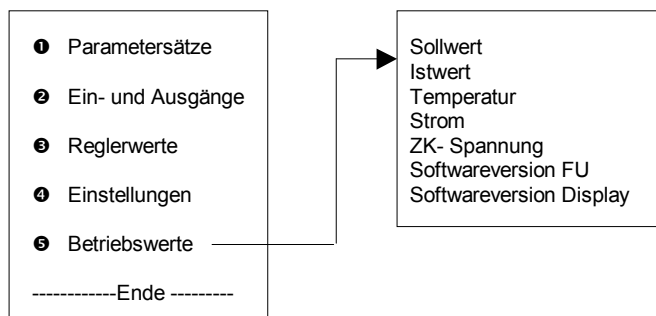 ❶ Parametersätze
❷ Ein- und Ausgänge
❸ Reglerwerte
❹ Einstellungen
❺ Betriebswerte
------------Ende ---------
Sollwert
Istwert
Temperatur
Strom
ZK- Spannung
Softwareversion FU
Softwareversion Display